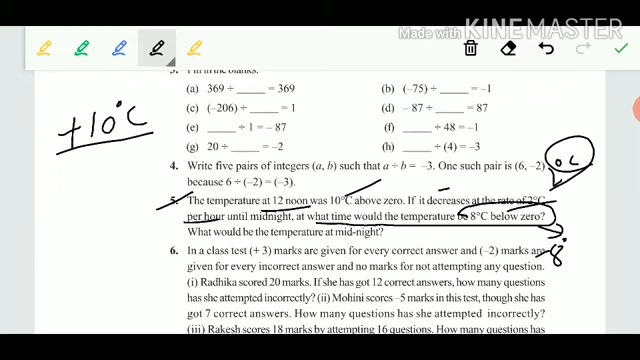 Made with KINEMASTER
3. Fill in the blanks:
(a) 369 ÷ _____ = 369 (b) (–75) ÷ _____ = –1
(c) (–206) ÷ _____ = 1 (d) – 87 ÷ _____ = 87
(e) _____ ÷ 1 = – 87 (f) _____ ÷ 48 = –1
(g) 20 ÷ _____ = –2 (h) _____ ÷ (4) = –3
+10°C
4. Write five pairs of integers (a, b) such that a ÷ b = –3. One such pair is (6, –2)
because 6 ÷ (–2) = (–3).
0°C
5. The temperature at 12 noon was 10°C above zero. If it decreases at the rate of 2°C
per hour until midnight, at what time would the temperature be 8°C below zero?
What would be the temperature at mid-night?
–8°
6. In a class test (+ 3) marks are given for every correct answer and (–2) marks are
given for every incorrect answer and no marks for not attempting any question.
(i) Radhika scored 20 marks. If she has got 12 correct answers, how many questions
has she attempted incorrectly? (ii) Mohini scores –5 marks in this test, though she has
got 7 correct answers. How many questions has she attempted incorrectly?
(iii) Rakesh scores 18 marks by attempting 16 questions. How many questions has